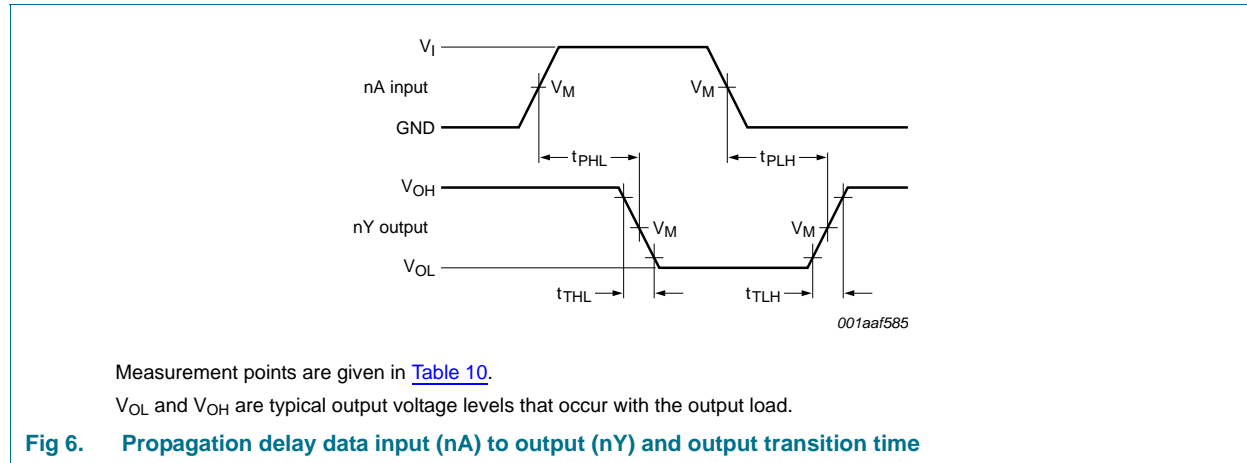 VI
nA input
VM
VM
GND
tPHL
tPLH
VOH
nY output
VM
VM
VOL
tTHL
tTLH
001aaf585
Measurement points are given in Table 10.
VOL and VOH are typical output voltage levels that occur with the output load.
Fig 6. Propagation delay data input (nA) to output (nY) and output transition time